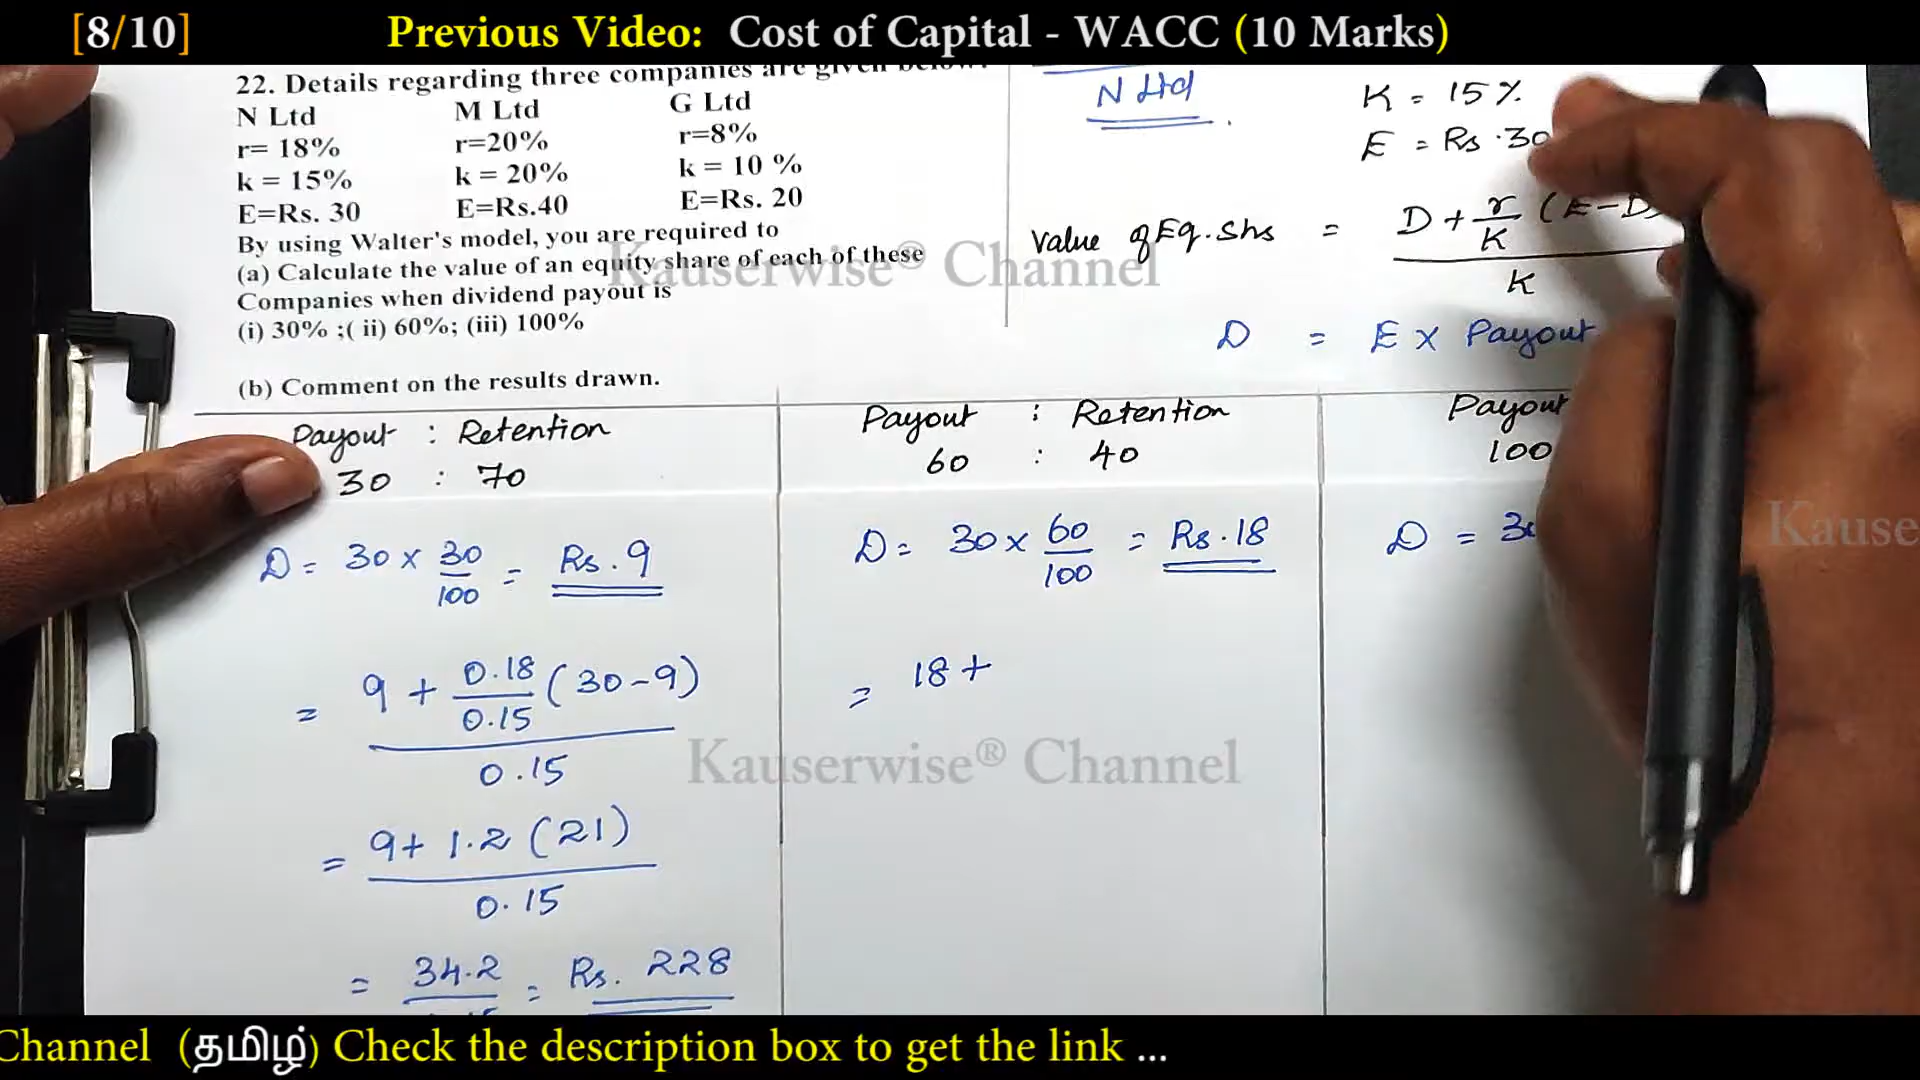 [8/10] Previous Video: Cost of Capital - WACC (10 Marks)
22. Details regarding three companies are given below:
N Ltd M Ltd G Ltd
r= 18% r=20% r=8%
k = 15% k = 20% k = 10 %
E=Rs. 30 E=Rs.40 E=Rs. 20
By using Walter's model, you are required to
(a) Calculate the value of an equity share of each of these
Companies when dividend payout is
(i) 30% ;( ii) 60%; (iii) 100%
(b) Comment on the results drawn.
N Ltd
K = 15%
E = Rs.30
Value of Eq.Shs = D + r/K (E-D)
K
D = E X Payout
Payout : Retention
30 : 70
D = 30 x 30/100 = Rs. 9
= 9 + 0.18/0.15 (30-9)
0.15
= 9+ 1.2 (21)
0.15
= 34.2 = Rs. 228
Payout : Retention
60 : 40
D = 30 x 60/100 = Rs.18
= 18 +
Payout
100
D = 30
Kauserwise® Channel
Kause
Kauserwise® Channel
Channel (தமிழ்) Check the description box to get the link ...